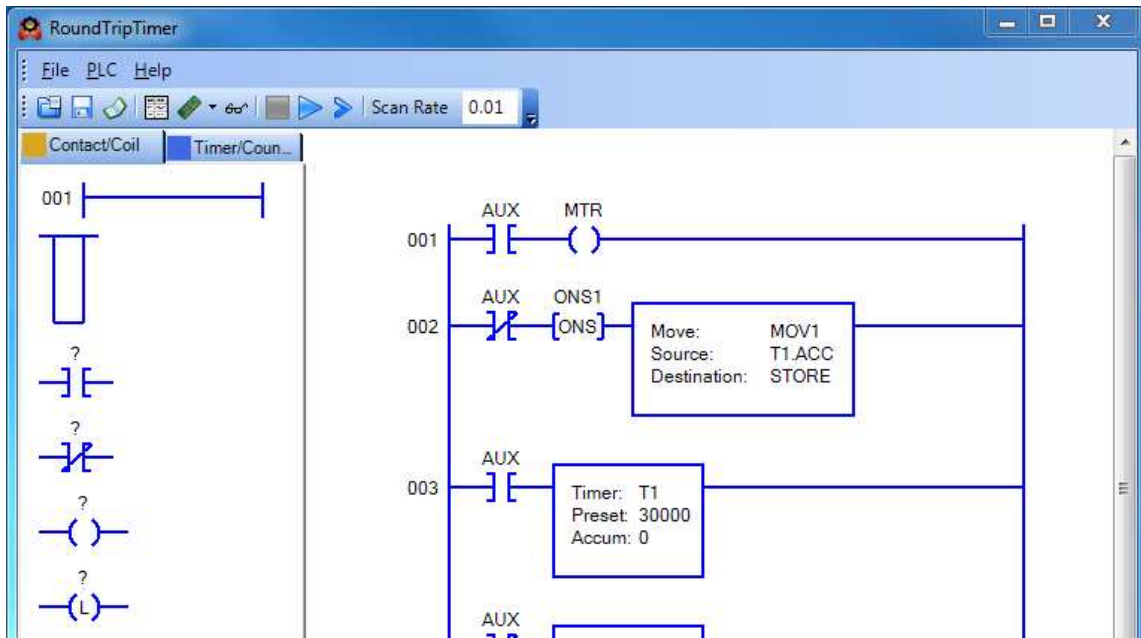 RoundTripTimer
File PLC Help
Scan Rate 0.01
Contact/Coil Timer/Coun...
001
?
?
?
?
L
AUX MTR
001
AUX ONS1
002 ONS
Move: MOV1
Source: T1.ACC
Destination: STORE
AUX
003
Timer: T1
Preset: 30000
Accum: 0
AUX